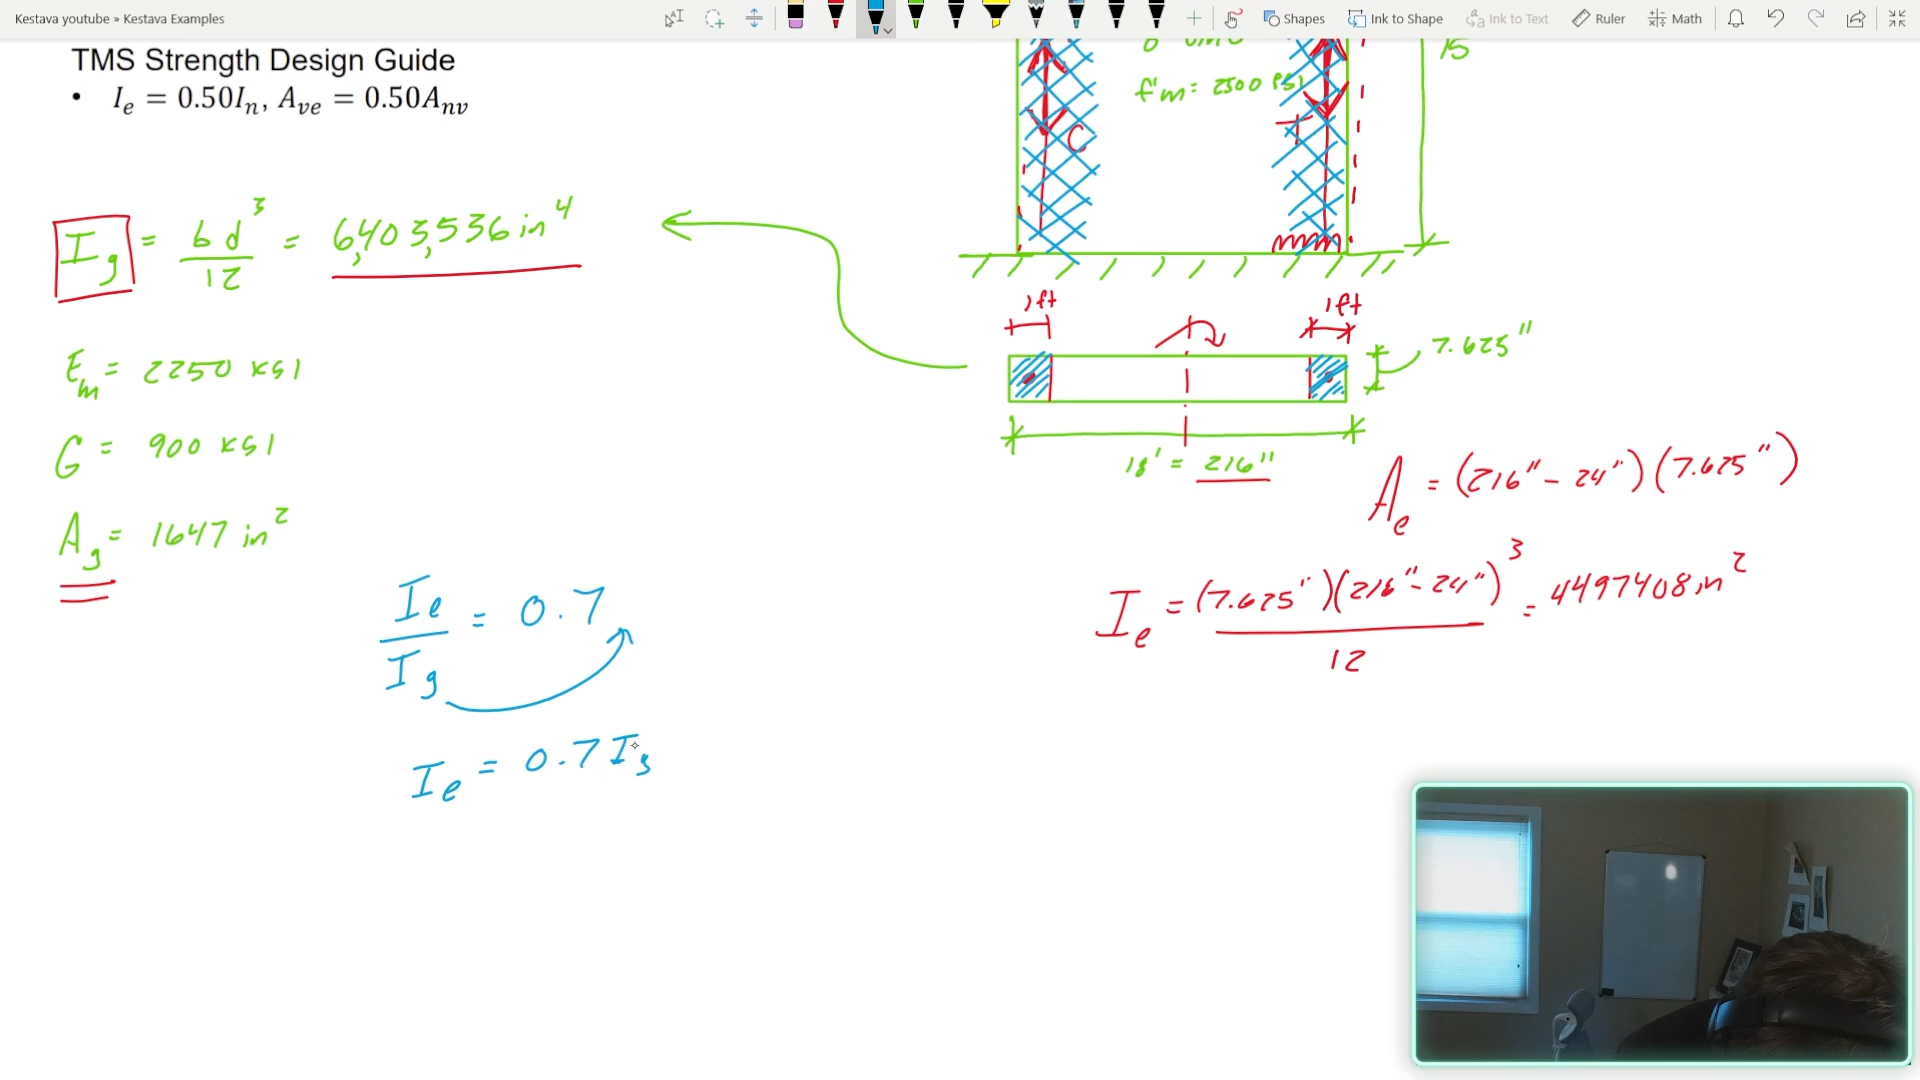 Kestava youtube » Kestava Examples
Shapes
Ink to Shape
Ink to Text
Ruler
Math
TMS Strength Design Guide
• Iₑ = 0.50Iₙ, Aᵥₑ = 0.50Aₙᵥ
f'm = 2500 PSI
15
C
T
Ig = bd³/12 = 6,403,536 in⁴
1ft
1ft
7.625"
Em = 2250 KSI
G = 900 KSI
18' = 216"
Ae = (216" - 24")(7.625")
Ag = 1647 in²
Ie = (7.625")(216" - 24")³/12 = 4497408 in²
Ie/Ig = 0.7
Ie = 0.7 Ig